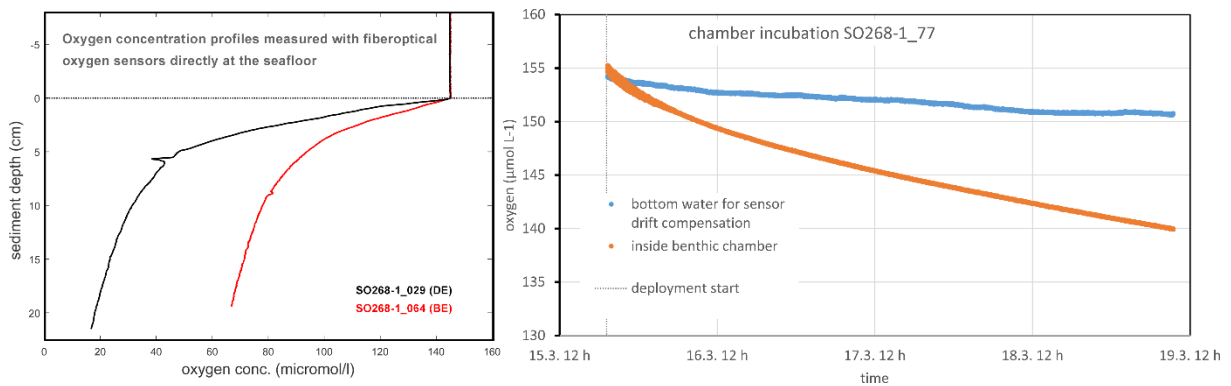 Oxygen concentration profiles measured with fiberoptical
oxygen sensors directly at the seafloor
-5
0
5
10
15
20
sediment depth (cm)
SO268-1_029 (DE)
SO268-1_064 (BE)
0 20 40 60 80 100 120 140 160
oxygen conc. (micromol/l)
chamber incubation SO268-1_77
160
155
150
145
140
135
130
oxygen (µmol L-1)
bottom water for sensor
drift compensation
inside benthic chamber
deployment start
15.3. 12 h 16.3. 12 h 17.3. 12 h 18.3. 12 h 19.3. 12 h
time